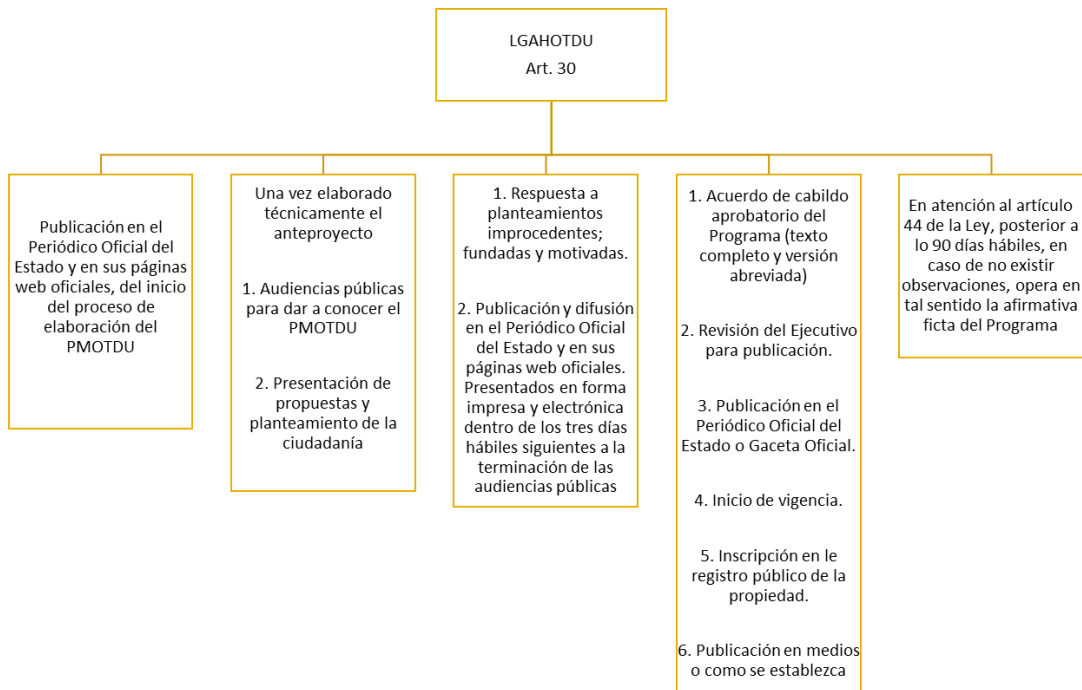 LGAHOTDU
Art. 30
Publicación en el
Periódico Oficial del
Estado y en sus páginas
web oficiales, del inicio
del proceso de
elaboración del
PMOTDU
Una vez elaborado
técnicamente el
anteproyecto
1. Audiencias públicas
para dar a conocer el
PMOTDU
2. Presentación de
propuestas y
planteamiento de la
ciudadanía
1. Respuesta a
planteamientos
improcedentes;
fundadas y motivadas.
2. Publicación y difusión
en el Periódico Oficial
del Estado y en sus
páginas web oficiales.
Presentados en forma
impresa y electrónica
dentro de los tres días
hábiles siguientes a la
terminación de las
audiencias públicas
1. Acuerdo de cabildo
aprobatorio del
Programa (texto
completo y versión
abreviada)
2. Revisión del Ejecutivo
para publicación.
3. Publicación en el
Periódico Oficial del
Estado o Gaceta Oficial.
4. Inicio de vigencia.
5. Inscripción en le
registro público de la
propiedad.
6. Publicación en medios
o como se establezca
En atención al artículo
44 de la Ley, posterior a
lo 90 días hábiles, en
caso de no existir
observaciones, opera en
tal sentido la afirmativa
ficta del Programa